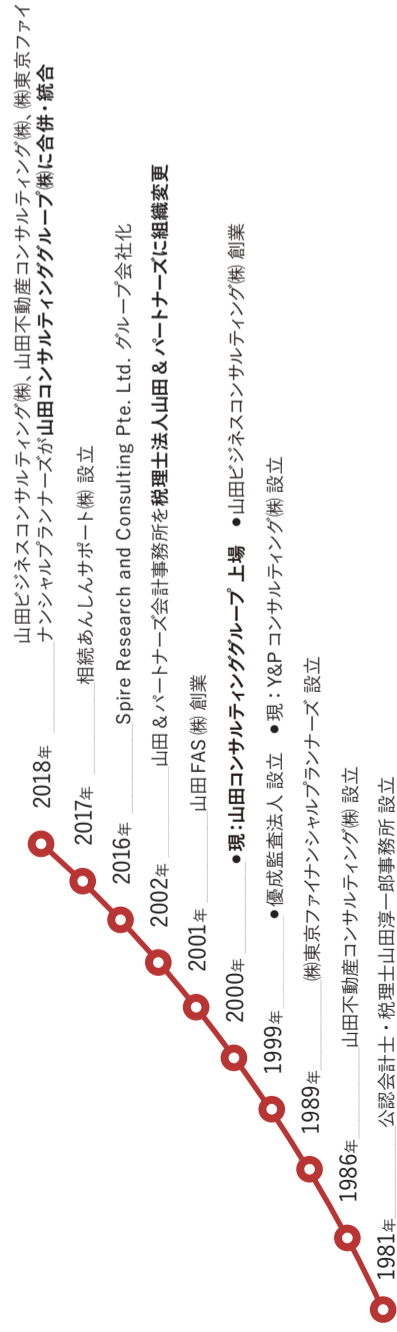 2018年
山田ビジネスコンサルティング㈱、山田不動産コンサルティング㈱、㈱東京ファイ
ナンシャルプランナーズが山田コンサルティンググループ㈱に合併・統合
2017年
相続あんしんサポート㈱ 設立
2016年
Spire Research and Consulting Pte. Ltd. グループ会社化
2002年
山田 & パートナーズ会計事務所を税理士法人山田 & パートナーズに組織変更
2001年
山田FAS ㈱ 創業
2000年
●現：山田コンサルティンググループ 上場 ●山田ビジネスコンサルティング㈱ 創業
1999年
●優成監査法人 設立 ●現：Y&P コンサルティング㈱ 設立
1989年
㈱東京ファイナンシャルプランナーズ 設立
1986年
山田不動産コンサルティング㈱ 設立
1981年
公認会計士・税理士山田淳一郎事務所 設立